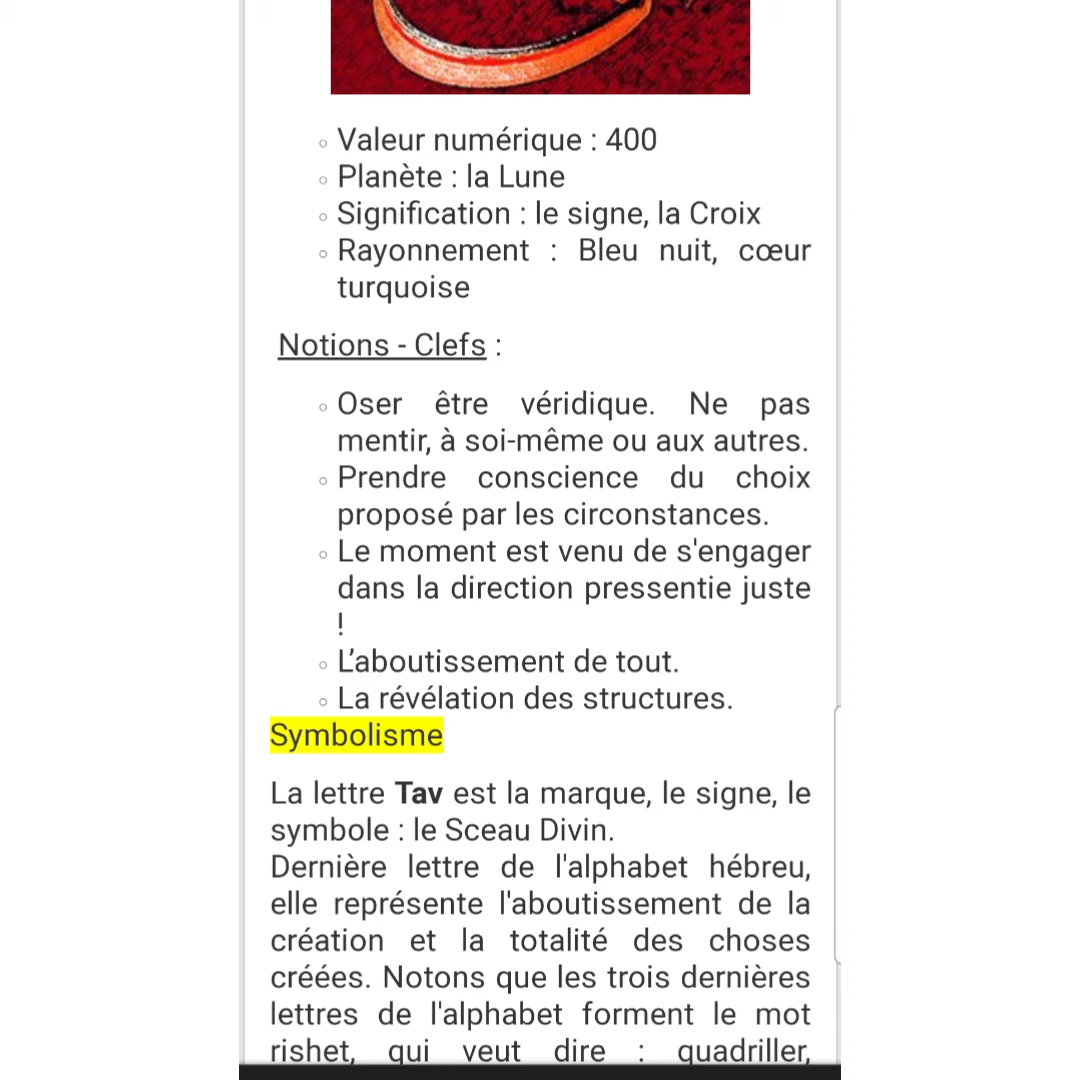 Valeur numérique : 400
Planète : la Lune
Signification : le signe, la Croix
Rayonnement : Bleu nuit, cœur
turquoise
Notions - Clefs :
Oser être véridique. Ne pas
mentir, à soi-même ou aux autres.
Prendre conscience du choix
proposé par les circonstances.
Le moment est venu de s'engager
dans la direction pressentie juste
!
L’aboutissement de tout.
La révélation des structures.
Symbolisme
La lettre Tav est la marque, le signe, le
symbole : le Sceau Divin.
Dernière lettre de l'alphabet hébreu,
elle représente l'aboutissement de la
création et la totalité des choses
créées. Notons que les trois dernières
lettres de l'alphabet forment le mot
rishet, qui veut dire : quadriller,